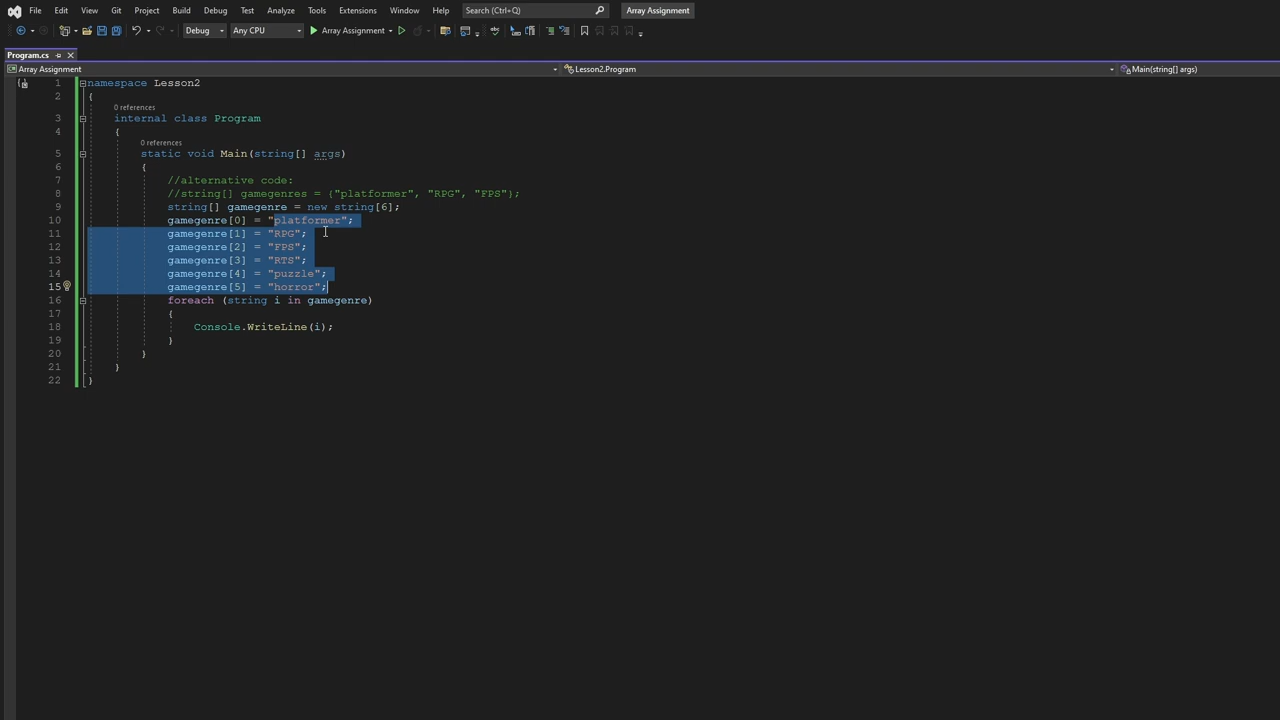 File Edit View Git Project Build Debug Test Analyze Tools Extensions Window Help Search (Ctrl+Q) Array Assignment
Debug Any CPU Array Assignment
Program.cs
Array Assignment Lesson2.Program Main(string[] args)
1 namespace Lesson2
2 {
0 references
3 internal class Program
4 {
0 references
5 static void Main(string[] args)
6 {
7 //alternative code:
8 //string[] gamegenres = {"platformer", "RPG", "FPS"};
9 string[] gamegenre = new string[6];
10 gamegenre[0] = "platformer";
11 gamegenre[1] = "RPG";
12 gamegenre[2] = "FPS";
13 gamegenre[3] = "RTS";
14 gamegenre[4] = "puzzle";
15 gamegenre[5] = "horror";
16 foreach (string i in gamegenre)
17 {
18 Console.WriteLine(i);
19 }
20 }
21 }
22 }